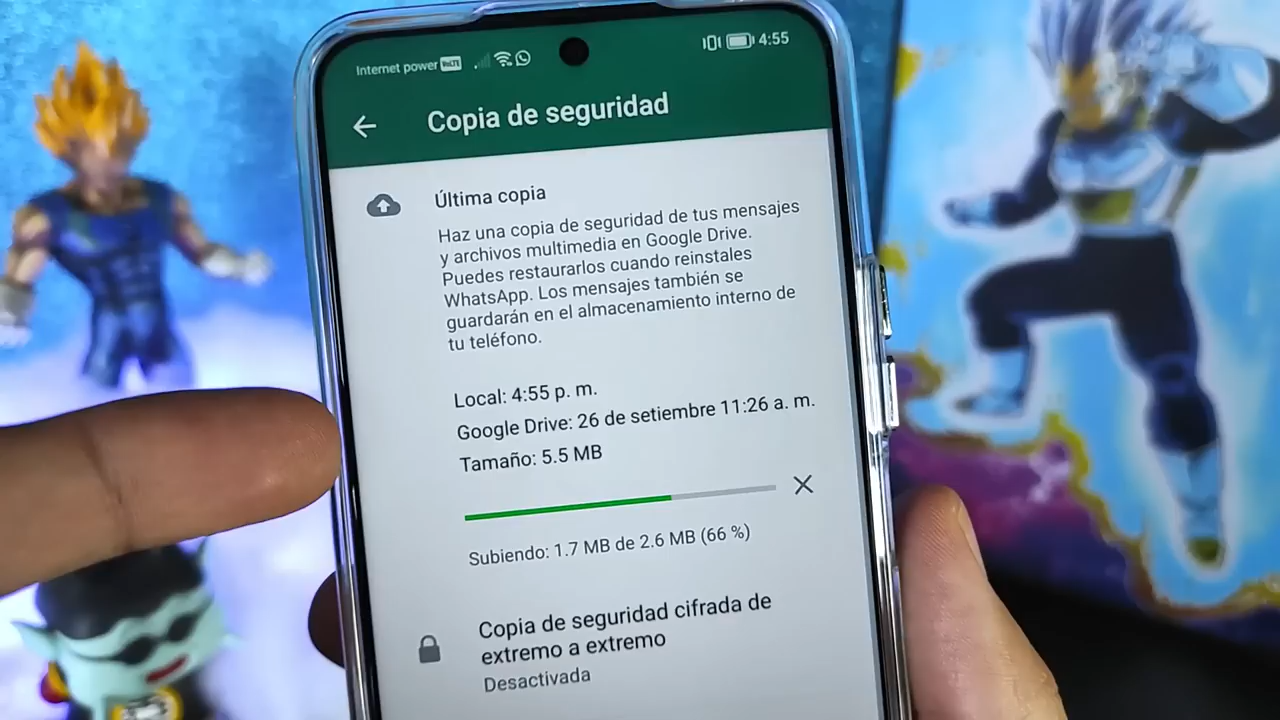 Internet power VoLTE 4:55
Copia de seguridad
Última copia
Haz una copia de seguridad de tus mensajes
y archivos multimedia en Google Drive.
Puedes restaurarlos cuando reinstales
WhatsApp. Los mensajes también se
guardarán en el almacenamiento interno de
tu teléfono.
Local: 4:55 p. m.
Google Drive: 26 de setiembre 11:26 a. m.
Tamaño: 5.5 MB
Subiendo: 1.7 MB de 2.6 MB (66 %)
Copia de seguridad cifrada de
extremo a extremo
Desactivada